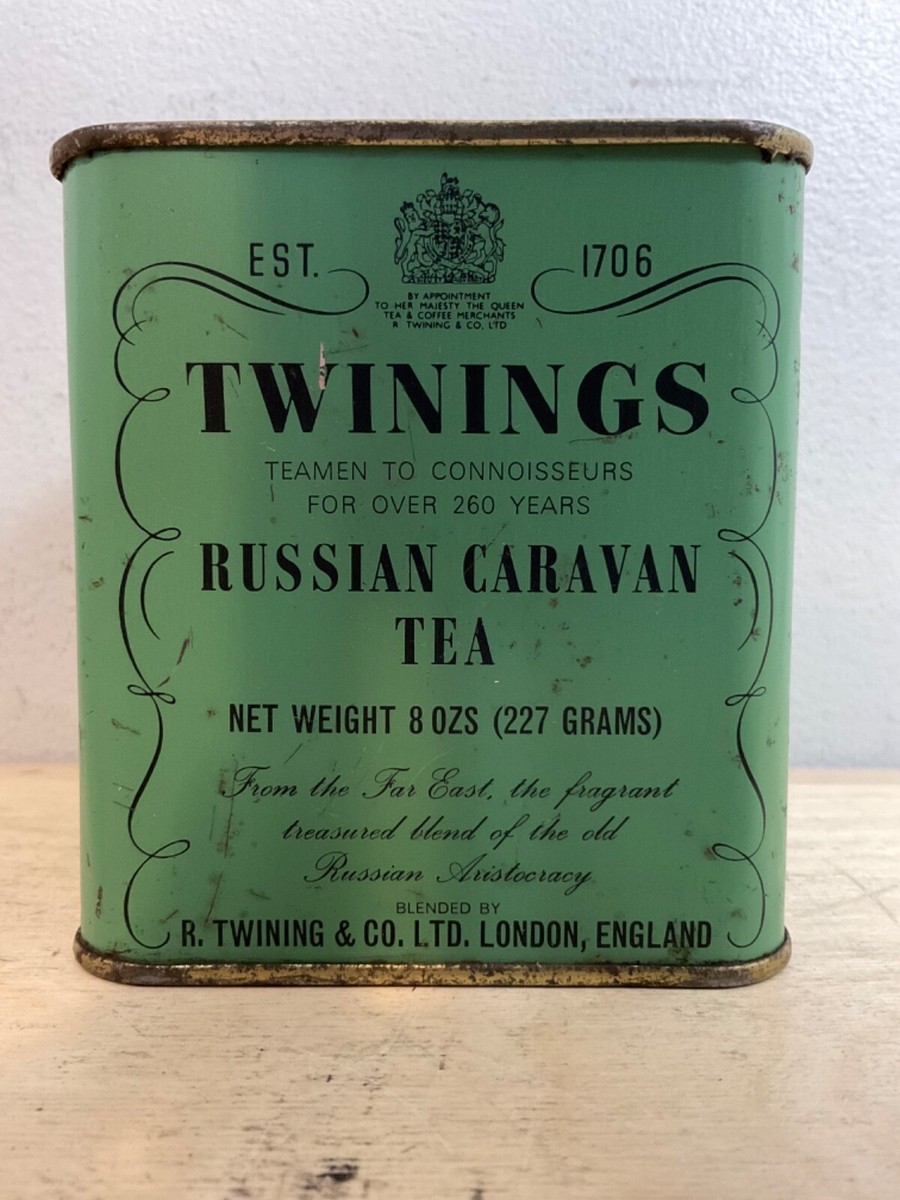 EST. 1706
BY APPOINTMENT
TO HER MAJESTY THE QUEEN
TEA & COFFEE MERCHANTS
R. TWINING & CO. LTD
TWININGS
TEAMEN TO CONNOISSEURS
FOR OVER 260 YEARS
RUSSIAN CARAVAN
TEA
NET WEIGHT 8 OZS (227 GRAMS)
From the Far East, the fragrant
treasured blend of the old
Russian Aristocracy
BLENDED BY
R. TWINING & CO. LTD. LONDON, ENGLAND